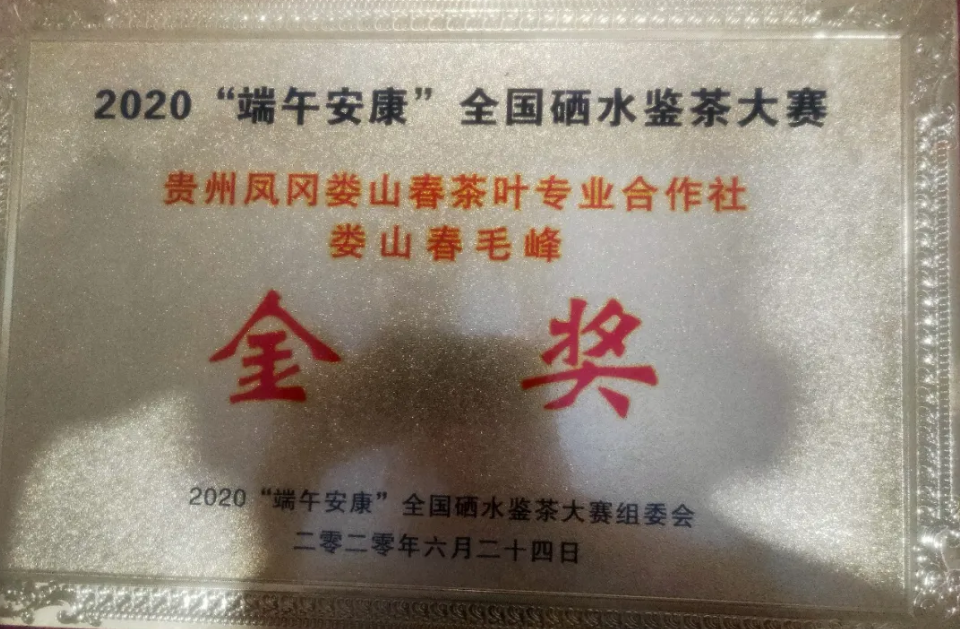 2020“端午安康”全国硒水鉴茶大赛
贵州凤冈娄山春茶叶专业合作社
娄山春毛峰
金奖
2020“端午安康”全国硒水鉴茶大赛组委会
二零二零年六月二十四日